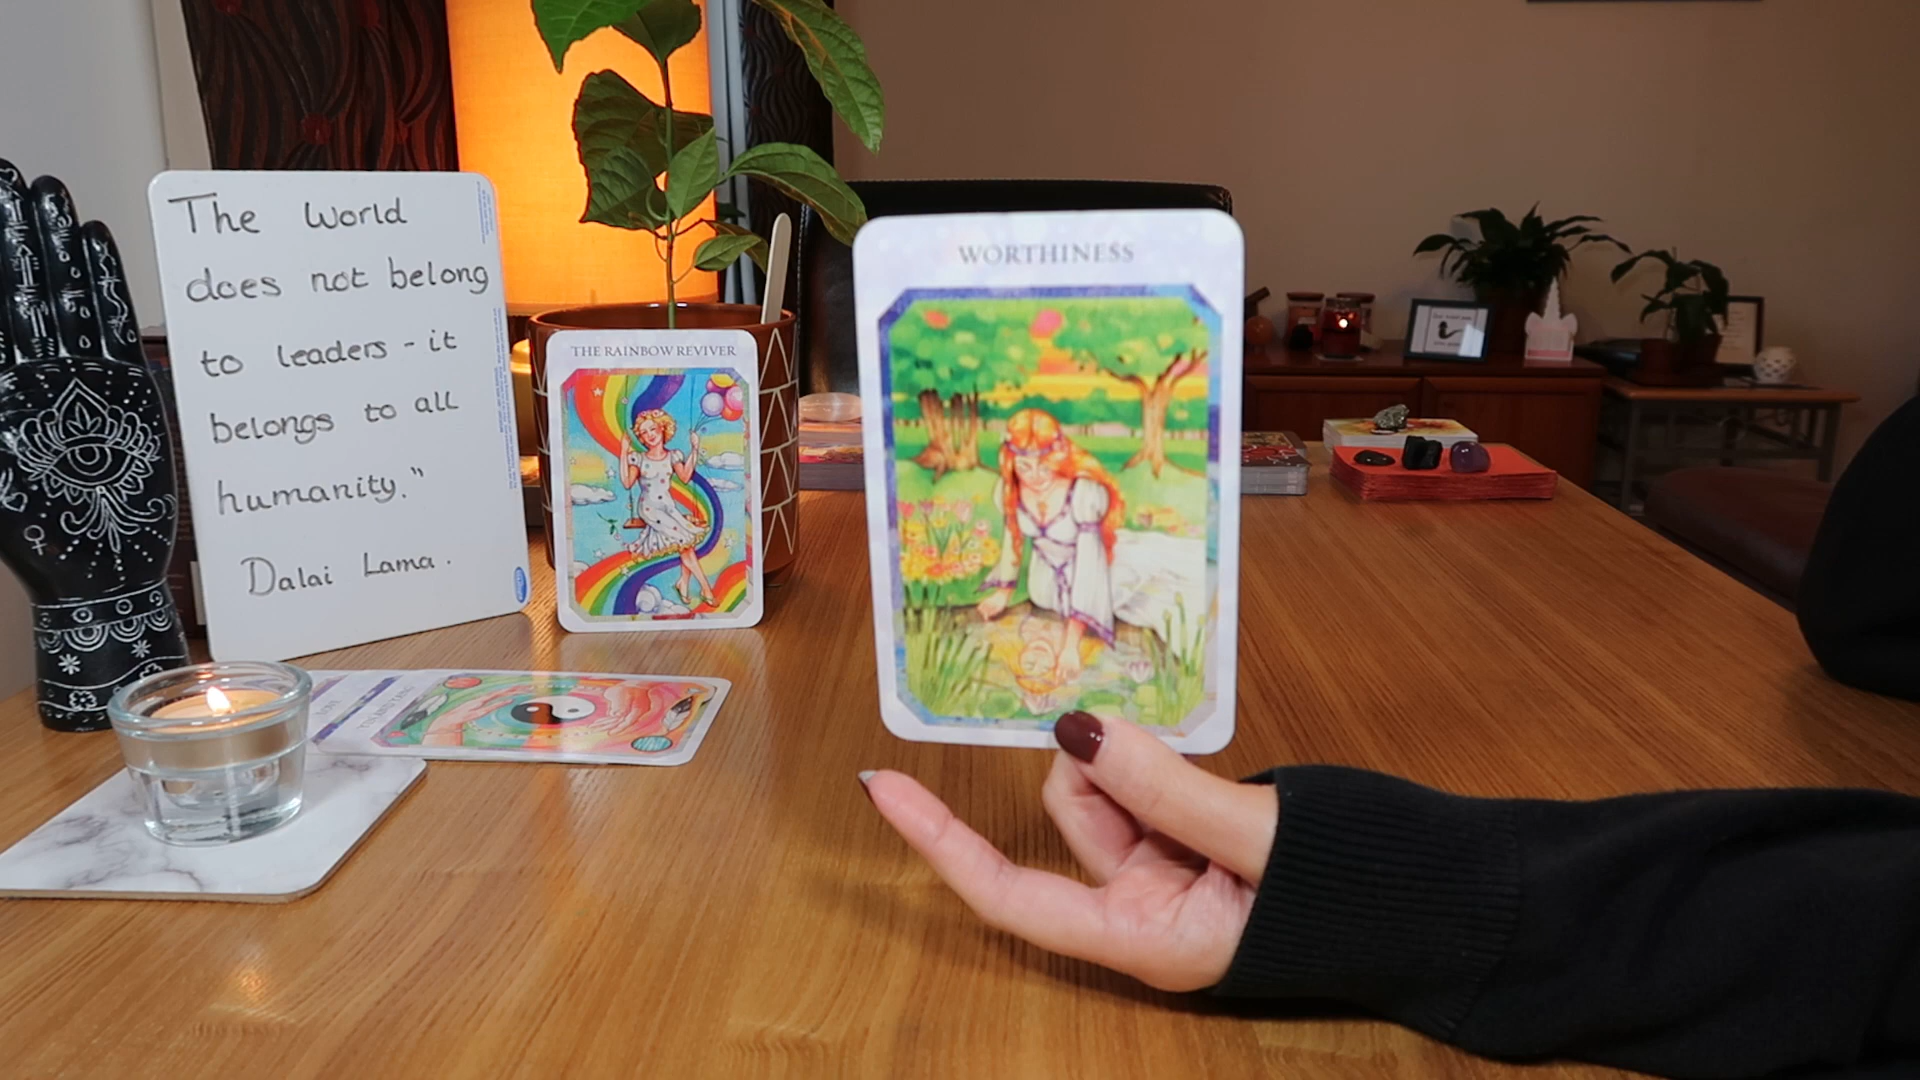 The World
does not belong
to leaders - it
belongs to all
humanity."
Dalai Lama.
THE RAINBOW REVIVER
WORTHINESS